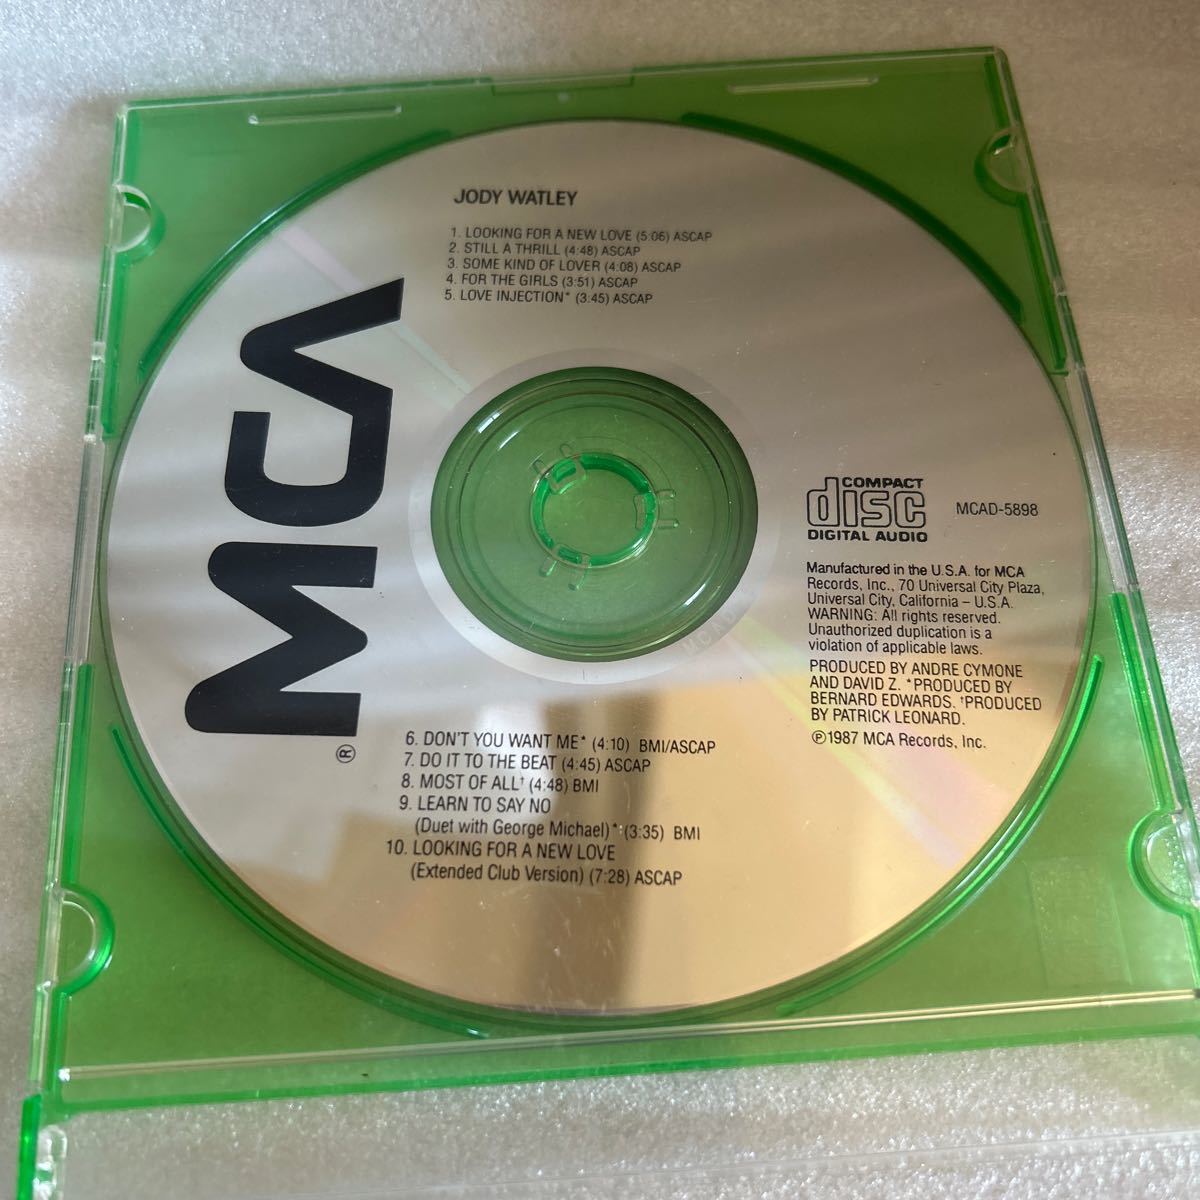 JODY WATLEY
1. LOOKING FOR A NEW LOVE (5:06) ASCAP
2. STILL A THRILL (4:48) ASCAP
3. SOME KIND OF LOVER (4:08) ASCAP
4. FOR THE GIRLS (3:51) ASCAP
5. LOVE INJECTION* (3:45) ASCAP
MCA®
COMPACT
disc
DIGITAL AUDIO
MCAD-5898
Manufactured in the U.S.A. for MCA
Records, Inc., 70 Universal City Plaza,
Universal City, California – U.S.A.
WARNING: All rights reserved.
Unauthorized duplication is a
violation of applicable laws.
PRODUCED BY ANDRE CYMONE
AND DAVID Z. *PRODUCED BY
BERNARD EDWARDS. †PRODUCED
BY PATRICK LEONARD.
℗1987 MCA Records, Inc.
6. DON'T YOU WANT ME* (4:10) BMI/ASCAP
7. DO IT TO THE BEAT (4:45) ASCAP
8. MOST OF ALL† (4:48) BMI
9. LEARN TO SAY NO
(Duet with George Michael)* (3:35) BMI
10. LOOKING FOR A NEW LOVE
(Extended Club Version) (7:28) ASCAP